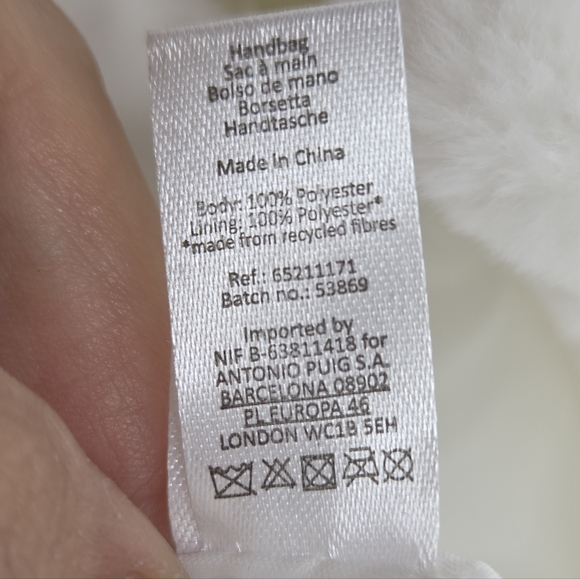 Handbag
Sac à main
Bolso de mano
Borsetta
Handtasche
Made in China
Body: 100% Polyester
Lining: 100% Polyester*
*made from recycled fibres
Ref.: 65211171
Batch no.: 53869
Imported by
NIF B-63811418 for
ANTONIO PUIG S.A.
BARCELONA 08902
PL EUROPA 46
LONDON WC1B 5EH